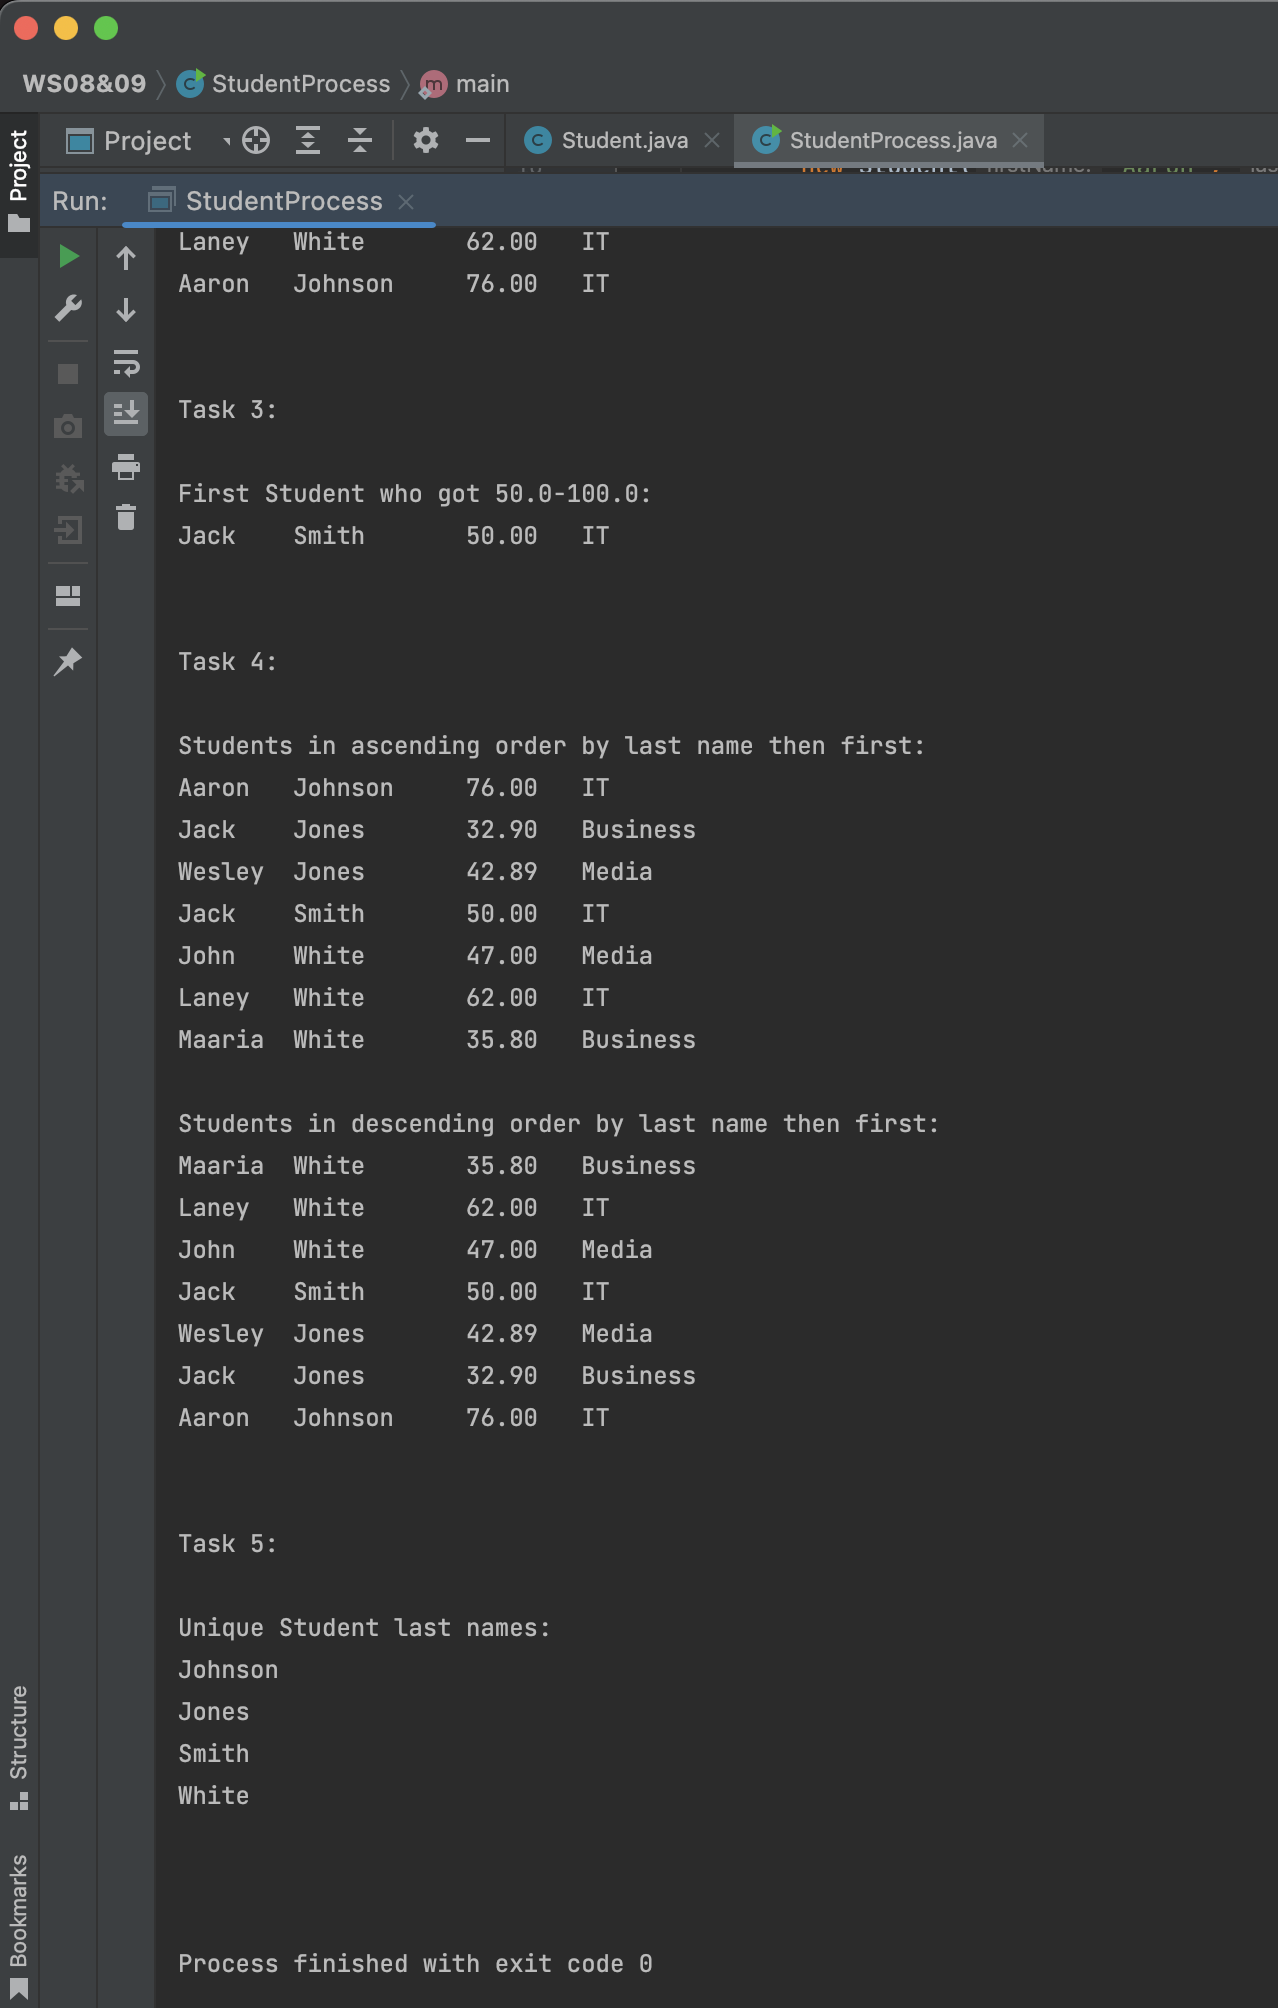 WS08&09 StudentProcess main
Project Student.java StudentProcess.java
Project
Run: StudentProcess
Laney White 62.00 IT
Aaron Johnson 76.00 IT
Task 3:
First Student who got 50.0-100.0:
Jack Smith 50.00 IT
Task 4:
Students in ascending order by last name then first:
Aaron Johnson 76.00 IT
Jack Jones 32.90 Business
Wesley Jones 42.89 Media
Jack Smith 50.00 IT
John White 47.00 Media
Laney White 62.00 IT
Maaria White 35.80 Business
Students in descending order by last name then first:
Maaria White 35.80 Business
Laney White 62.00 IT
John White 47.00 Media
Jack Smith 50.00 IT
Wesley Jones 42.89 Media
Jack Jones 32.90 Business
Aaron Johnson 76.00 IT
Task 5:
Unique Student last names:
Johnson
Jones
Smith
White
Structure
Bookmarks
Process finished with exit code 0